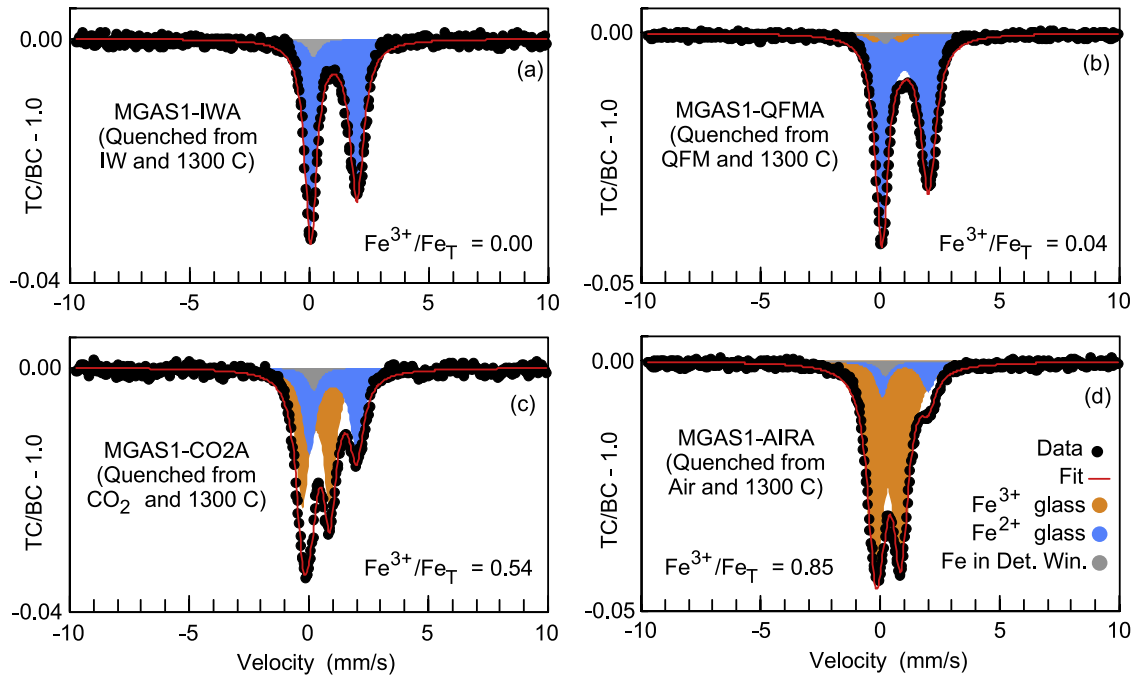 0.00
(a)
MGAS1-IWA
(Quenched from
IW and 1300 C)
TC/BC - 1.0
Fe3+/FeT = 0.00
-0.04
-10 -5 0 5 10
0.00
(b)
MGAS1-QFMA
(Quenched from
QFM and 1300 C)
TC/BC - 1.0
Fe3+/FeT = 0.04
-0.05
-10 -5 0 5 10
0.00
(c)
MGAS1-CO2A
(Quenched from
CO2 and 1300 C)
TC/BC - 1.0
Fe3+/FeT = 0.54
-0.04
-10 -5 0 5 10
Velocity (mm/s)
0.00
(d)
MGAS1-AIRA
(Quenched from
Air and 1300 C)
TC/BC - 1.0
Fe3+/FeT = 0.85
Data
Fit
Fe3+ glass
Fe2+ glass
Fe in Det. Win.
-0.05
-10 -5 0 5 10
Velocity (mm/s)